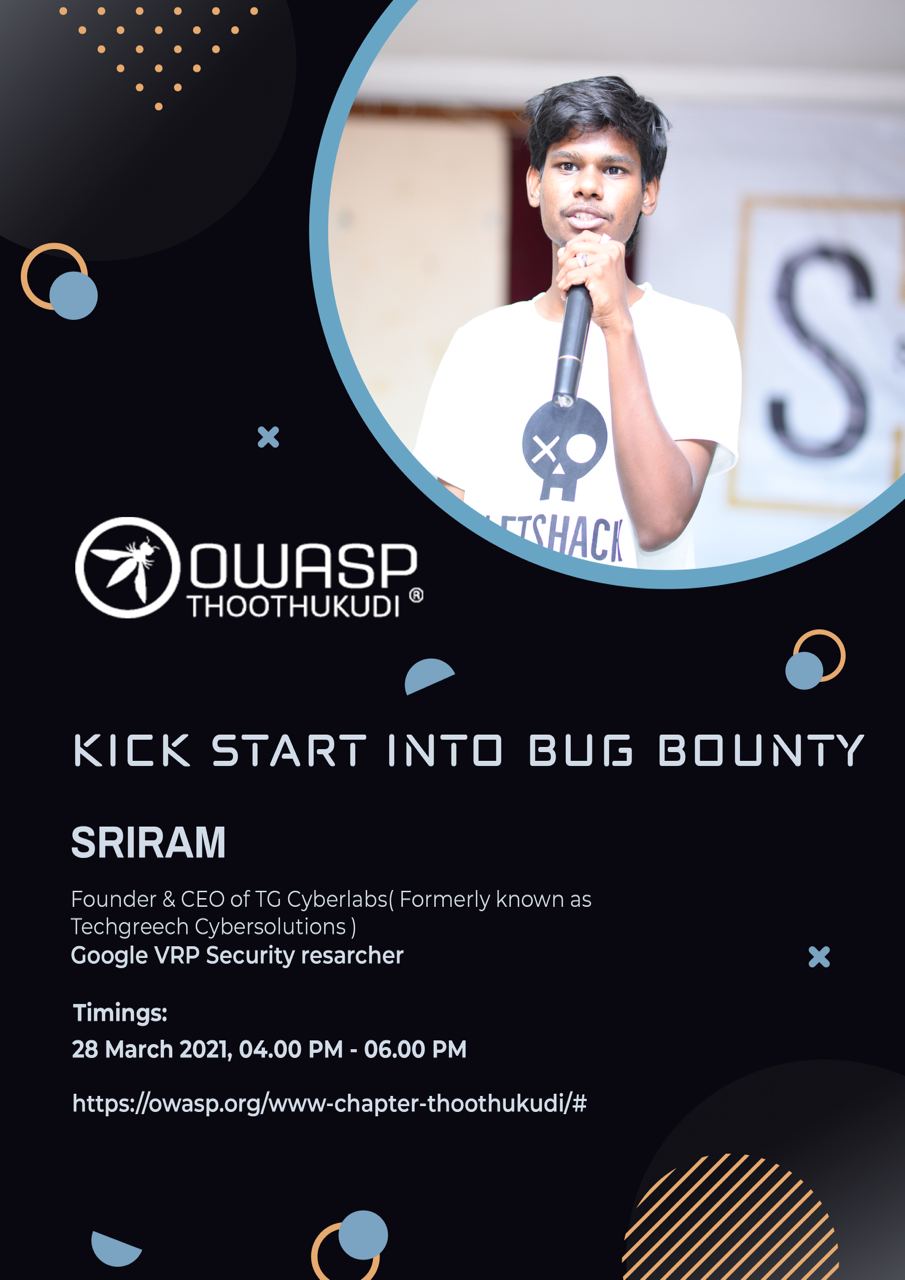 S
LETSHACK
OWASP
THOOTHUKUDI ®
KICK START INTO BUG BOUNTY
SRIRAM
Founder & CEO of TG Cyberlabs( Formerly known as
Techgreech Cybersolutions )
Google VRP Security resarcher
Timings:
28 March 2021, 04.00 PM - 06.00 PM
https://owasp.org/www-chapter-thoothukudi/#